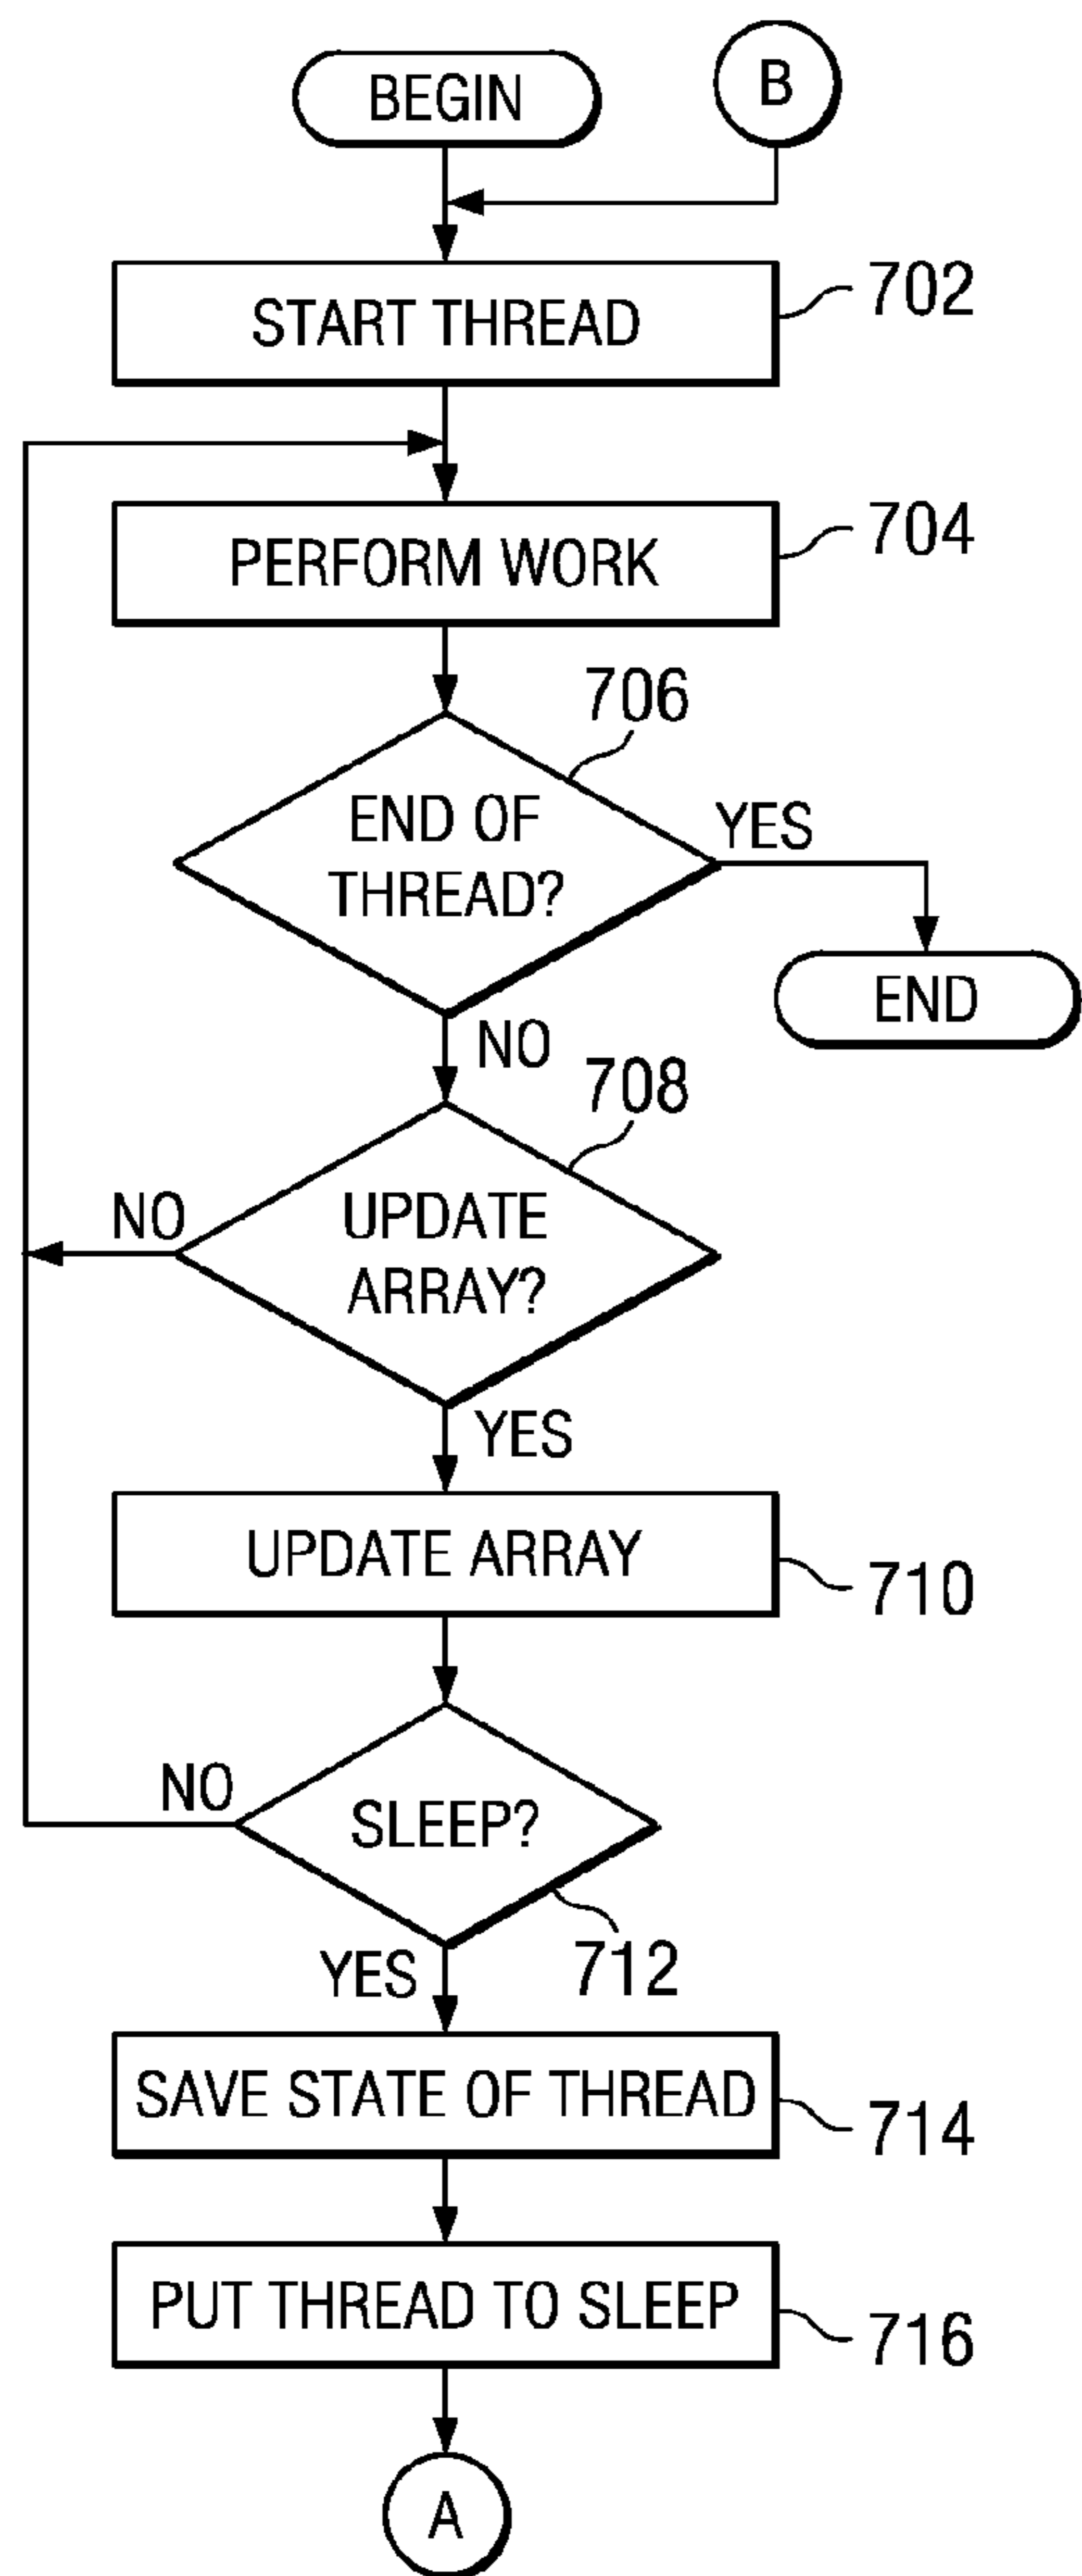 BEGIN
B
START THREAD
702
PERFORM WORK
704
706
END OF
THREAD?
YES
END
NO
708
NO
UPDATE
ARRAY?
YES
UPDATE ARRAY
710
NO
SLEEP?
YES
712
SAVE STATE OF THREAD
714
PUT THREAD TO SLEEP
716
A